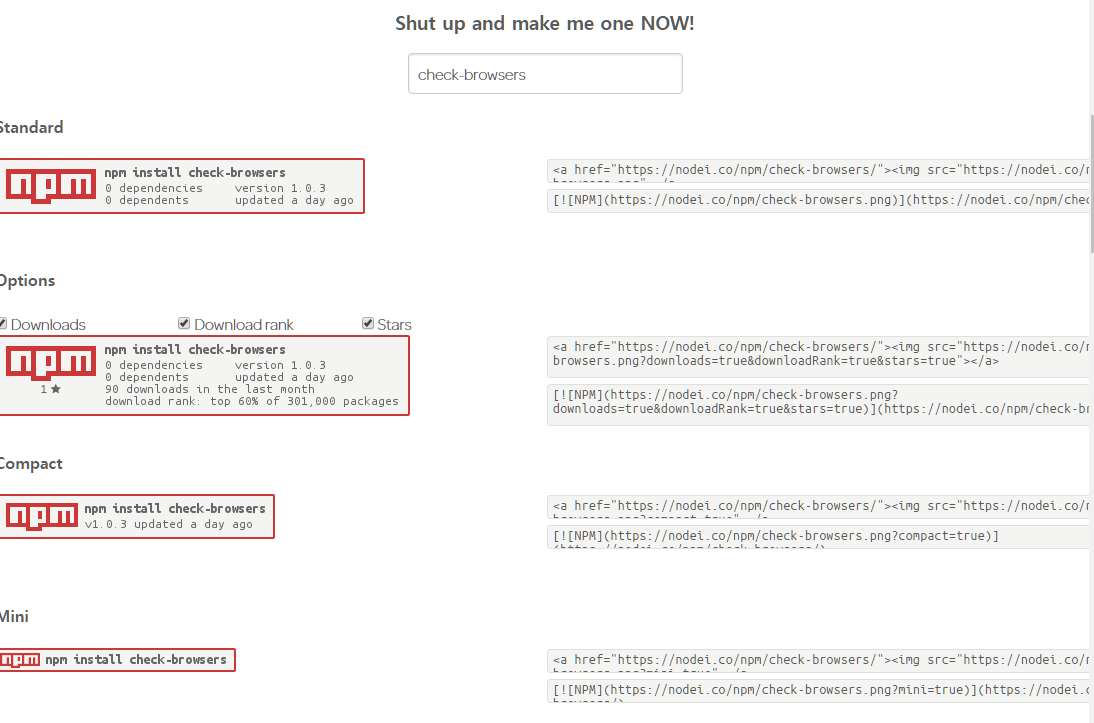 Shut up and make me one NOW!
check-browsers
Standard
npm
npm install check-browsers
0 dependencies version 1.0.3
0 dependents updated a day ago
<a href="https://nodei.co/npm/check-browsers/"><img src="https://nodei.co/n
[![NPM](https://nodei.co/npm/check-browsers.png)](https://nodei.co/npm/chec
Options
Downloads Download rank Stars
npm
npm install check-browsers
0 dependencies version 1.0.3
0 dependents updated a day ago
1 ★ 90 downloads in the last month
download rank: top 60% of 301,000 packages
<a href="https://nodei.co/npm/check-browsers/"><img src="https://nodei.co/n
browsers.png?downloads=true&downloadRank=true&stars=true"></a>
[![NPM](https://nodei.co/npm/check-browsers.png?
downloads=true&downloadRank=true&stars=true)](https://nodei.co/npm/check-br
Compact
npm
npm install check-browsers
v1.0.3 updated a day ago
<a href="https://nodei.co/npm/check-browsers/"><img src="https://nodei.co/n
[![NPM](https://nodei.co/npm/check-browsers.png?compact=true)]
(https://nodei.co/npm/check-browsers/)
Mini
npm npm install check-browsers
<a href="https://nodei.co/npm/check-browsers/"><img src="https://nodei.co/n
[![NPM](https://nodei.co/npm/check-browsers.png?mini=true)](https://nodei.c